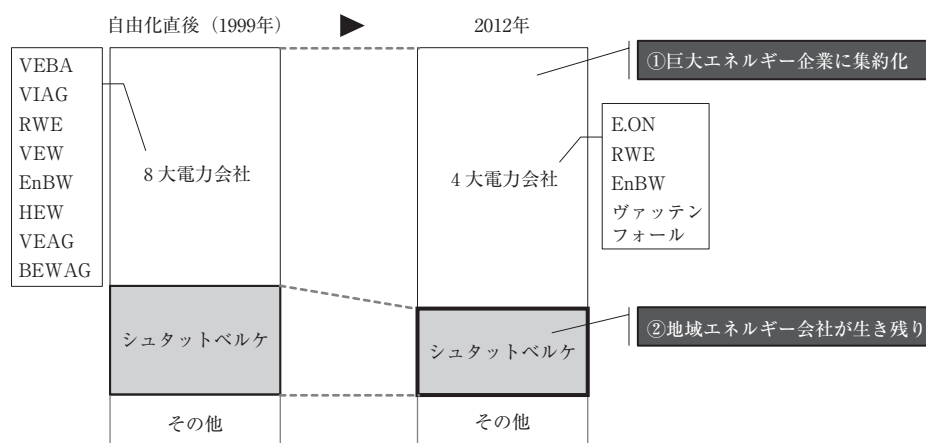 自由化直後（1999年）
▶
2012年
VEBA
VIAG
RWE
VEW
EnBW
HEW
VEAG
BEWAG
8大電力会社
4大電力会社
①巨大エネルギー企業に集約化
E.ON
RWE
EnBW
ヴァッテン
フォール
シュタットベルケ
シュタットベルケ
②地域エネルギー会社が生き残り
その他
その他